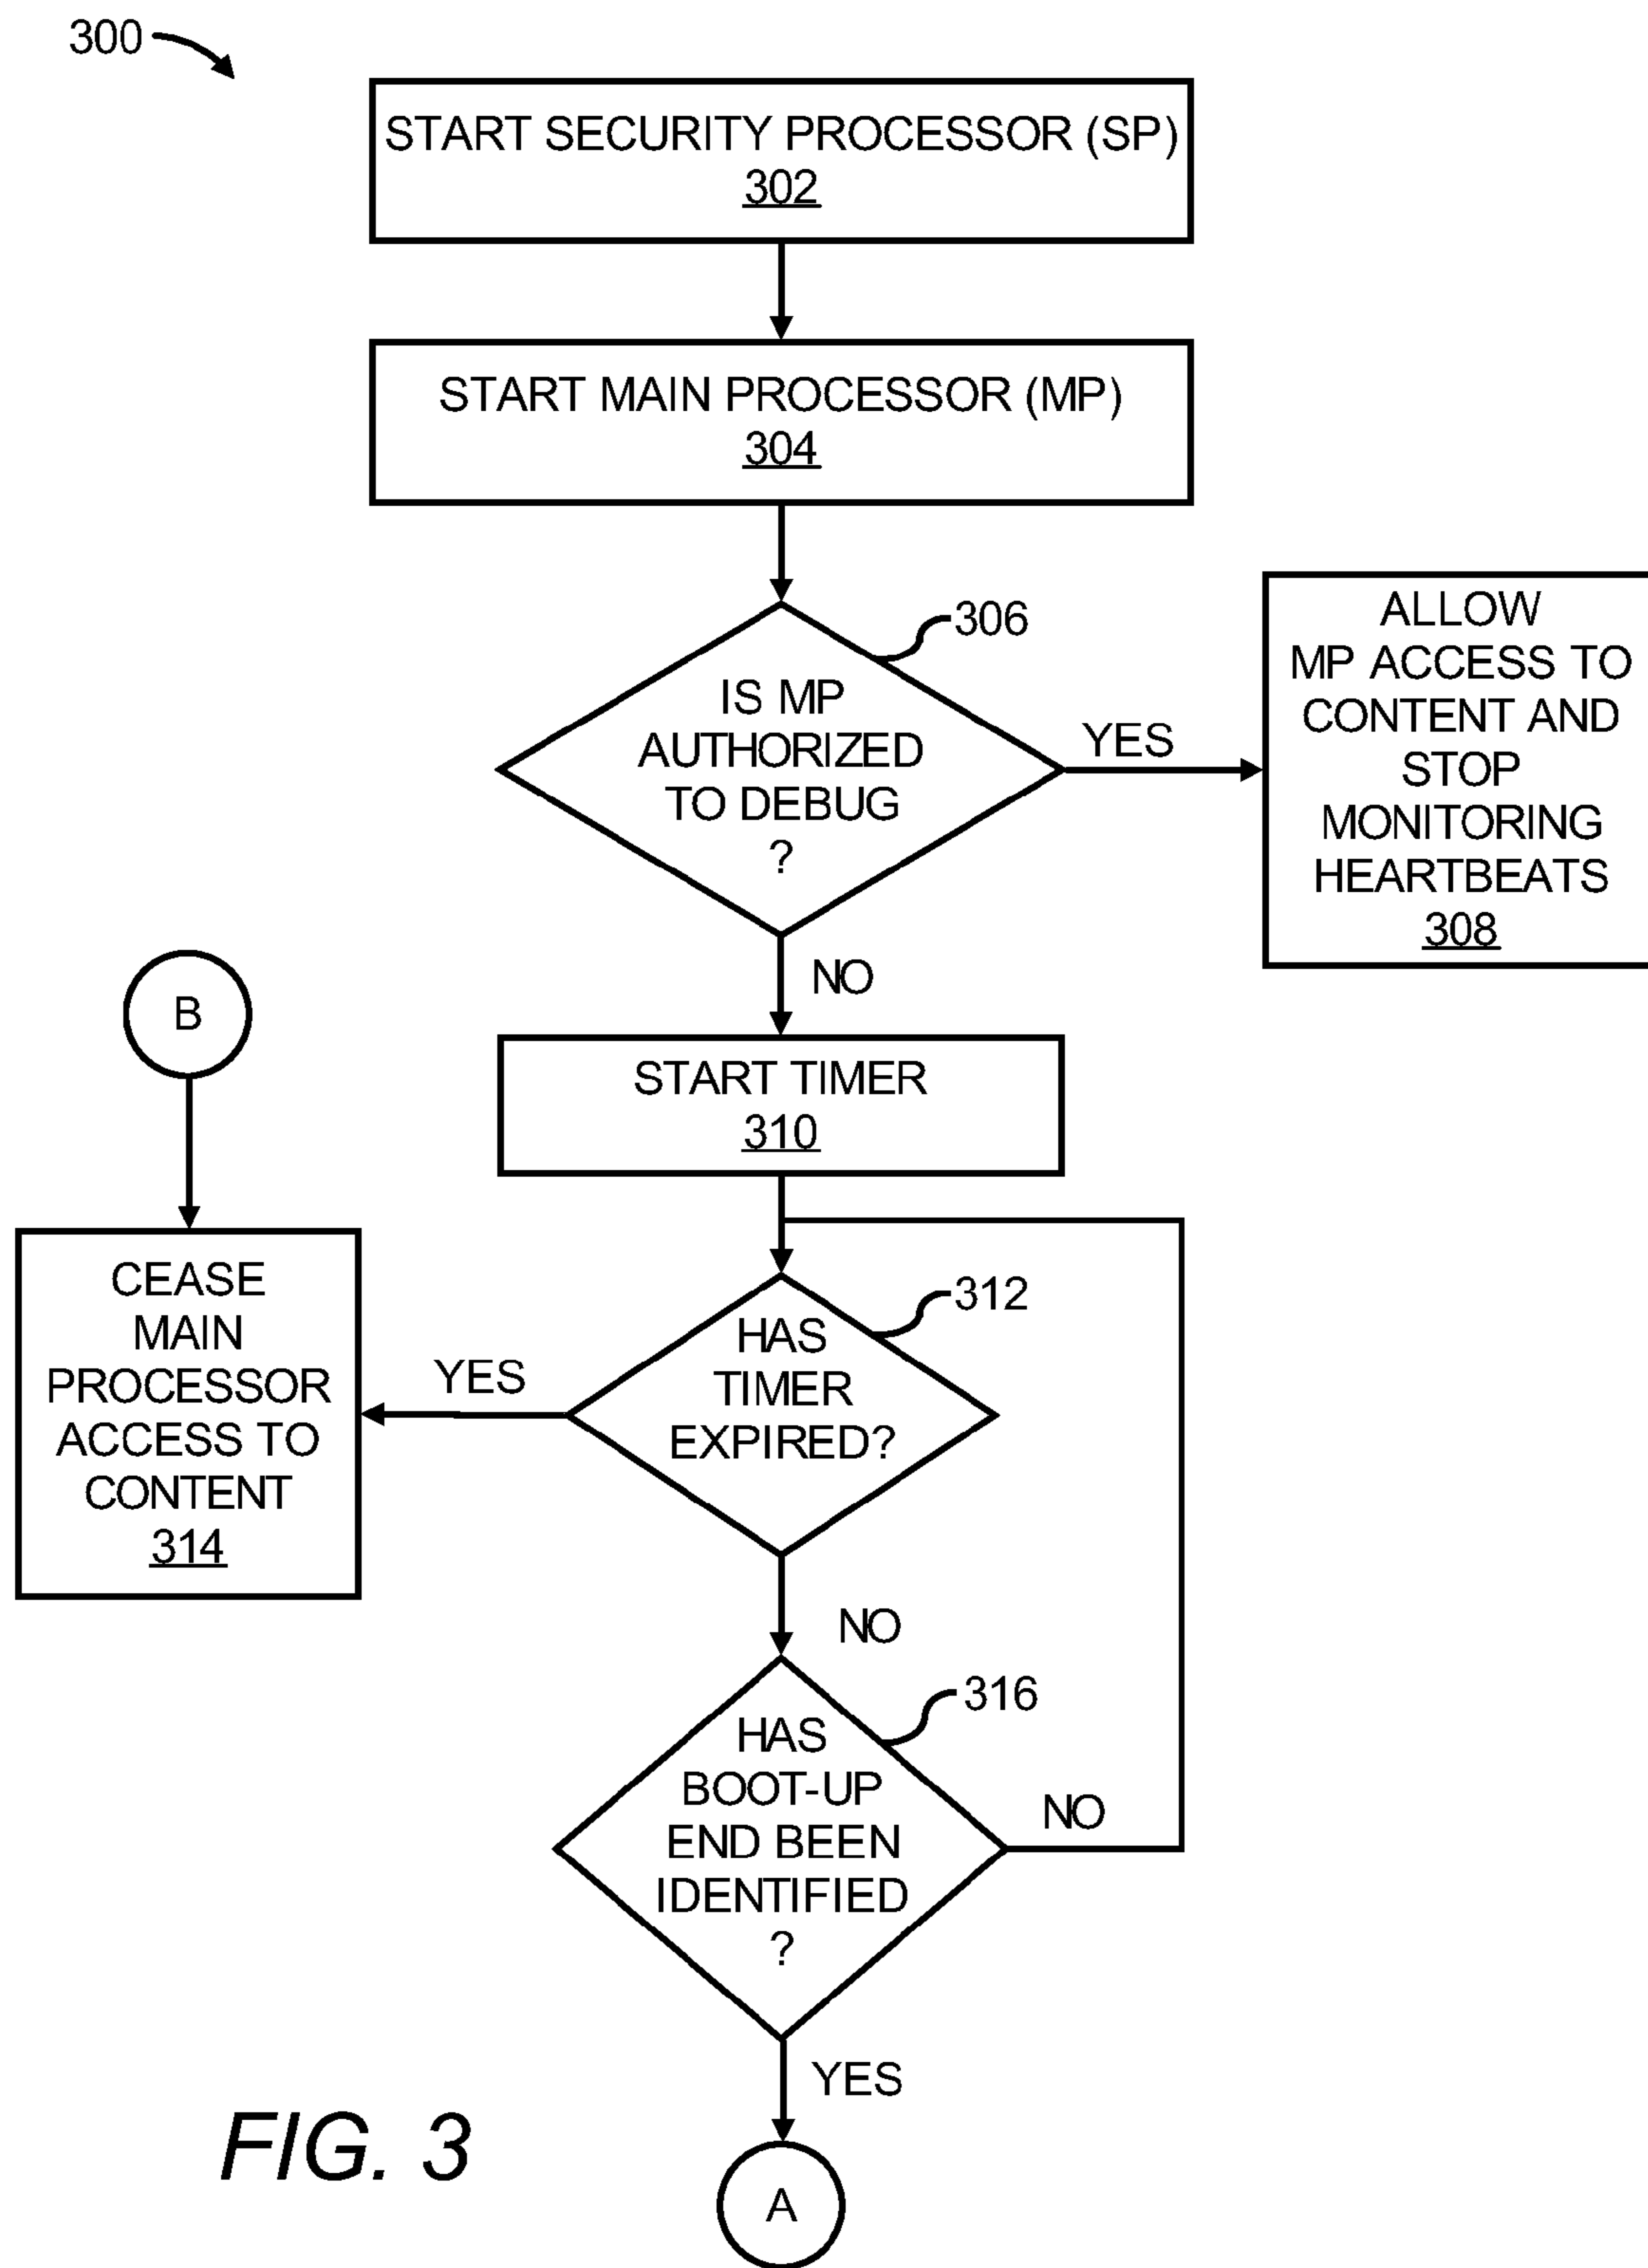 300
START SECURITY PROCESSOR (SP)
302
START MAIN PROCESSOR (MP)
304
306
IS MP
AUTHORIZED
TO DEBUG
?
YES
ALLOW
MP ACCESS TO
CONTENT AND
STOP
MONITORING
HEARTBEATS
308
NO
B
START TIMER
310
CEASE
MAIN
PROCESSOR
ACCESS TO
CONTENT
314
YES
312
HAS
TIMER
EXPIRED?
NO
316
HAS
BOOT-UP
END BEEN
IDENTIFIED
?
NO
YES
A
FIG. 3